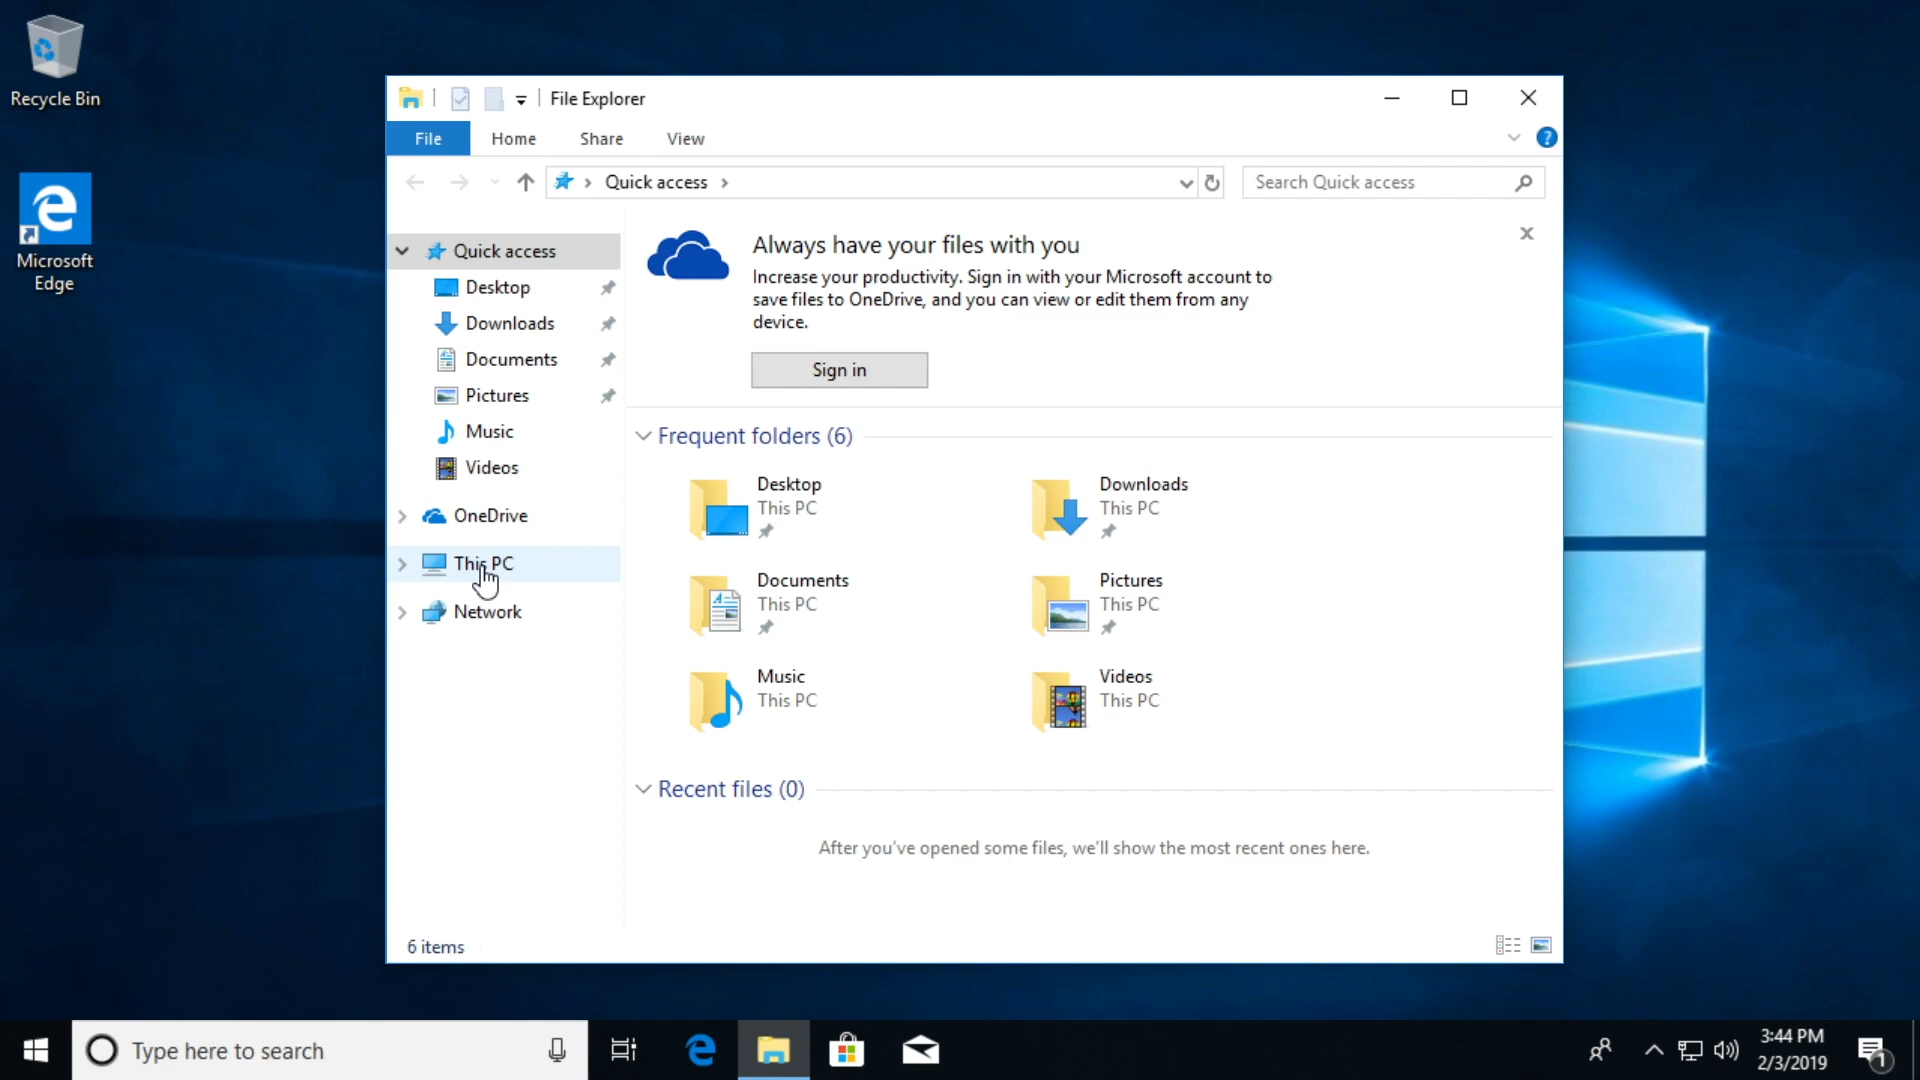 Recycle Bin
Microsoft
Edge
File Explorer
File
Home
Share
View
?
Quick access
Search Quick access
Quick access
Desktop
Downloads
Documents
Pictures
Music
Videos
OneDrive
This PC
Network
Always have your files with you
Increase your productivity. Sign in with your Microsoft account to
save files to OneDrive, and you can view or edit them from any
device.
Sign in
Frequent folders (6)
Desktop
This PC
Downloads
This PC
Documents
This PC
Pictures
This PC
Music
This PC
Videos
This PC
Recent files (0)
After you've opened some files, we'll show the most recent ones here.
6 items
Type here to search
3:44 PM
2/3/2019
1